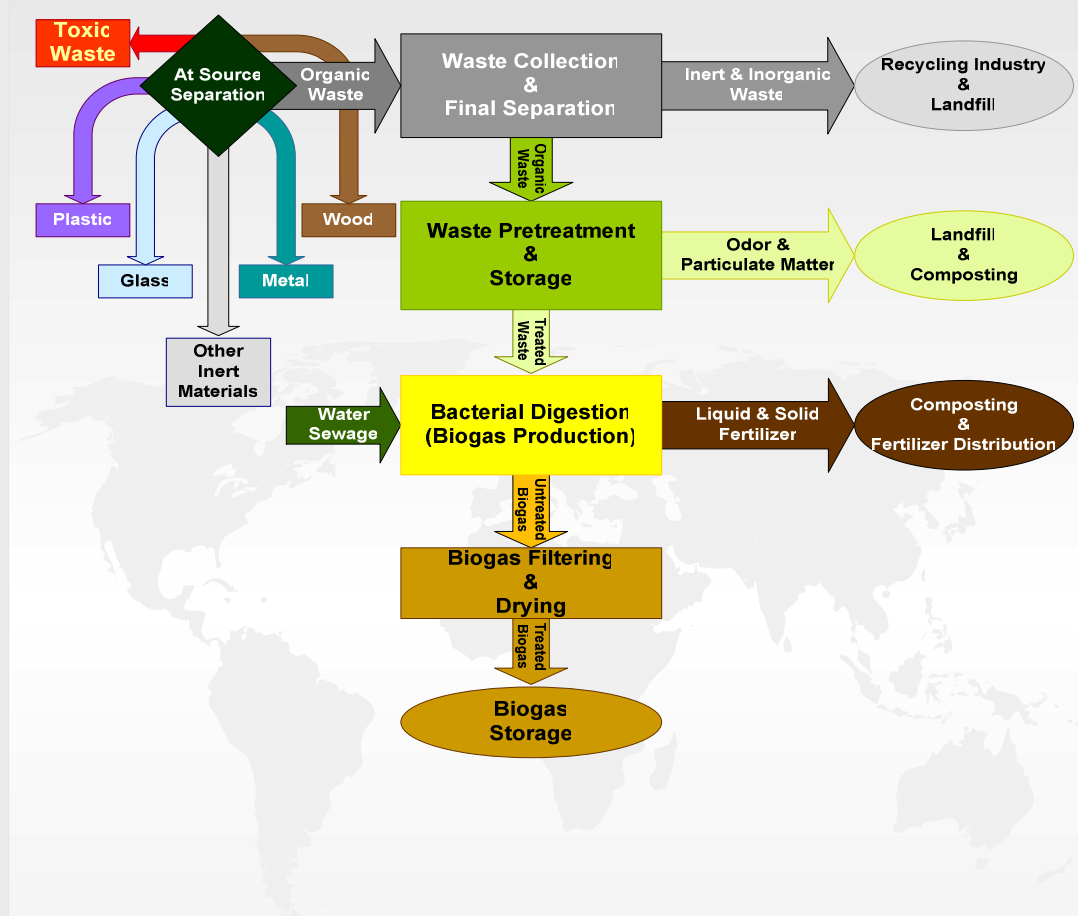 Toxic
Waste
At Source
Separation
Organic
Waste
Waste Collection
&
Final Separation
Inert & Inorganic
Waste
Recycling Industry
&
Landfill
Organic
Waste
Plastic
Wood
Glass
Metal
Other
Inert
Materials
Waste Pretreatment
&
Storage
Odor &
Particulate Matter
Landfill
&
Composting
Treated
Waste
Water
Sewage
Bacterial Digestion
(Biogas Production)
Liquid & Solid
Fertilizer
Composting
&
Fertilizer Distribution
Untreated
Biogas
Biogas Filtering
&
Drying
Treated
Biogas
Biogas
Storage